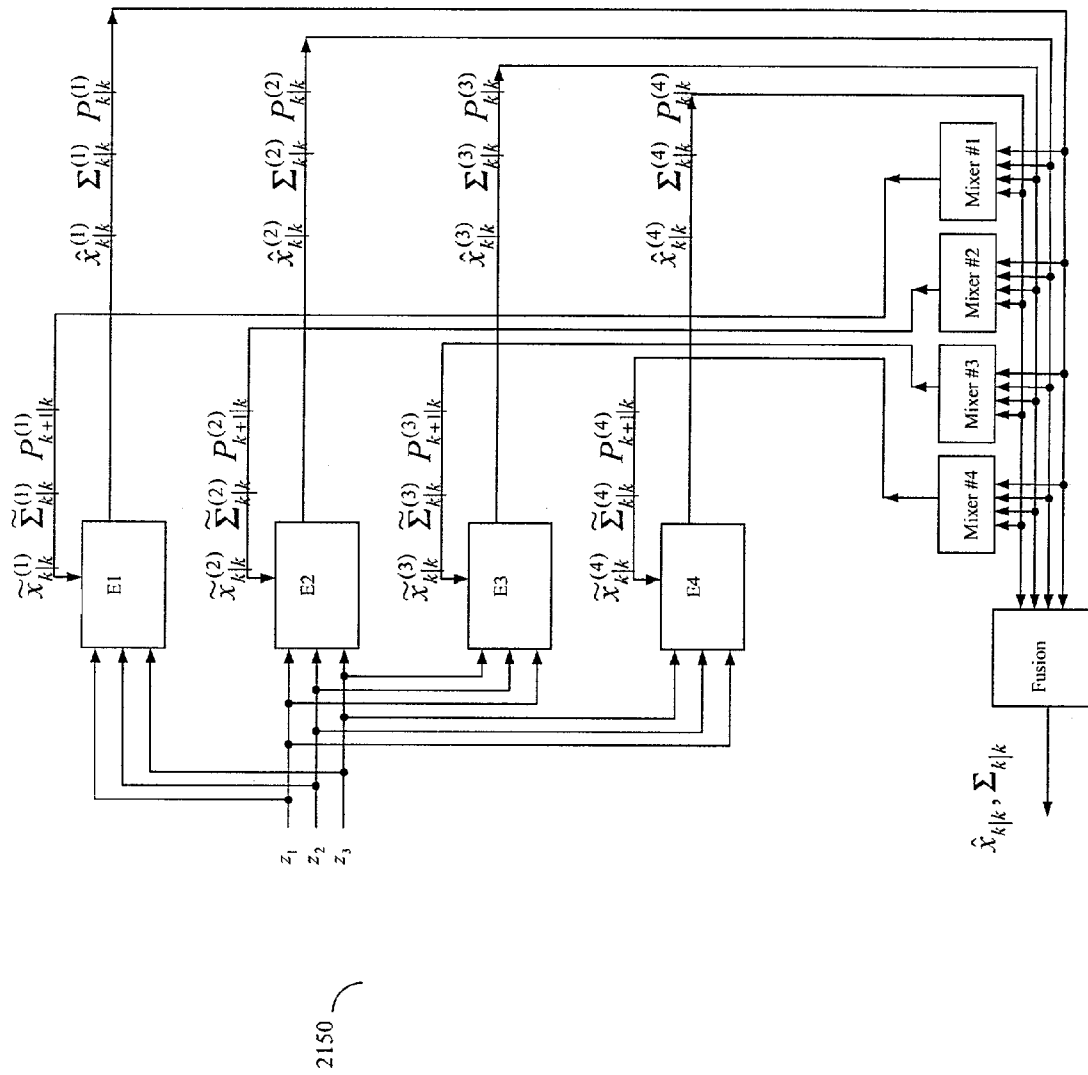 2150
z₁
z₂
z₃
x̃⁽¹⁾ₖ|ₖ Σ̃⁽¹⁾ₖ|ₖ P⁽¹⁾ₖ₊₁|ₖ
E1
x̂⁽¹⁾ₖ|ₖ Σ⁽¹⁾ₖ|ₖ P⁽¹⁾ₖ|ₖ
x̃⁽²⁾ₖ|ₖ Σ̃⁽²⁾ₖ|ₖ P⁽²⁾ₖ₊₁|ₖ
E2
x̂⁽²⁾ₖ|ₖ Σ⁽²⁾ₖ|ₖ P⁽²⁾ₖ|ₖ
x̃⁽³⁾ₖ|ₖ Σ̃⁽³⁾ₖ|ₖ P⁽³⁾ₖ₊₁|ₖ
E3
x̂⁽³⁾ₖ|ₖ Σ⁽³⁾ₖ|ₖ P⁽³⁾ₖ|ₖ
x̃⁽⁴⁾ₖ|ₖ Σ̃⁽⁴⁾ₖ|ₖ P⁽⁴⁾ₖ₊₁|ₖ
E4
x̂⁽⁴⁾ₖ|ₖ Σ⁽⁴⁾ₖ|ₖ P⁽⁴⁾ₖ|ₖ
Mixer #4
Mixer #3
Mixer #2
Mixer #1
Fusion
x̂ₖ|ₖ, Σₖ|ₖ